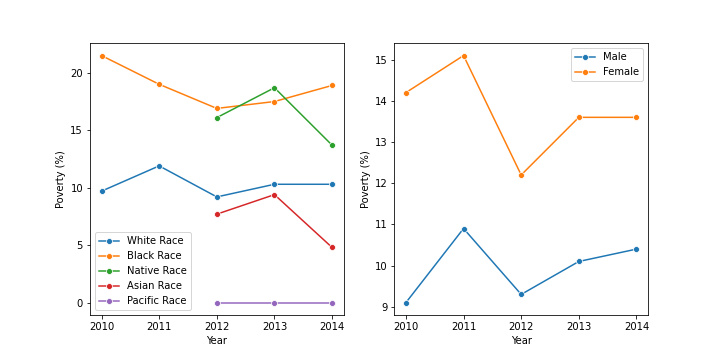 20
15
10
5
0
Poverty (%)
White Race
Black Race
Native Race
Asian Race
Pacific Race
2010 2011 2012 2013 2014
Year
15
14
13
12
11
10
9
Poverty (%)
Male
Female
2010 2011 2012 2013 2014
Year